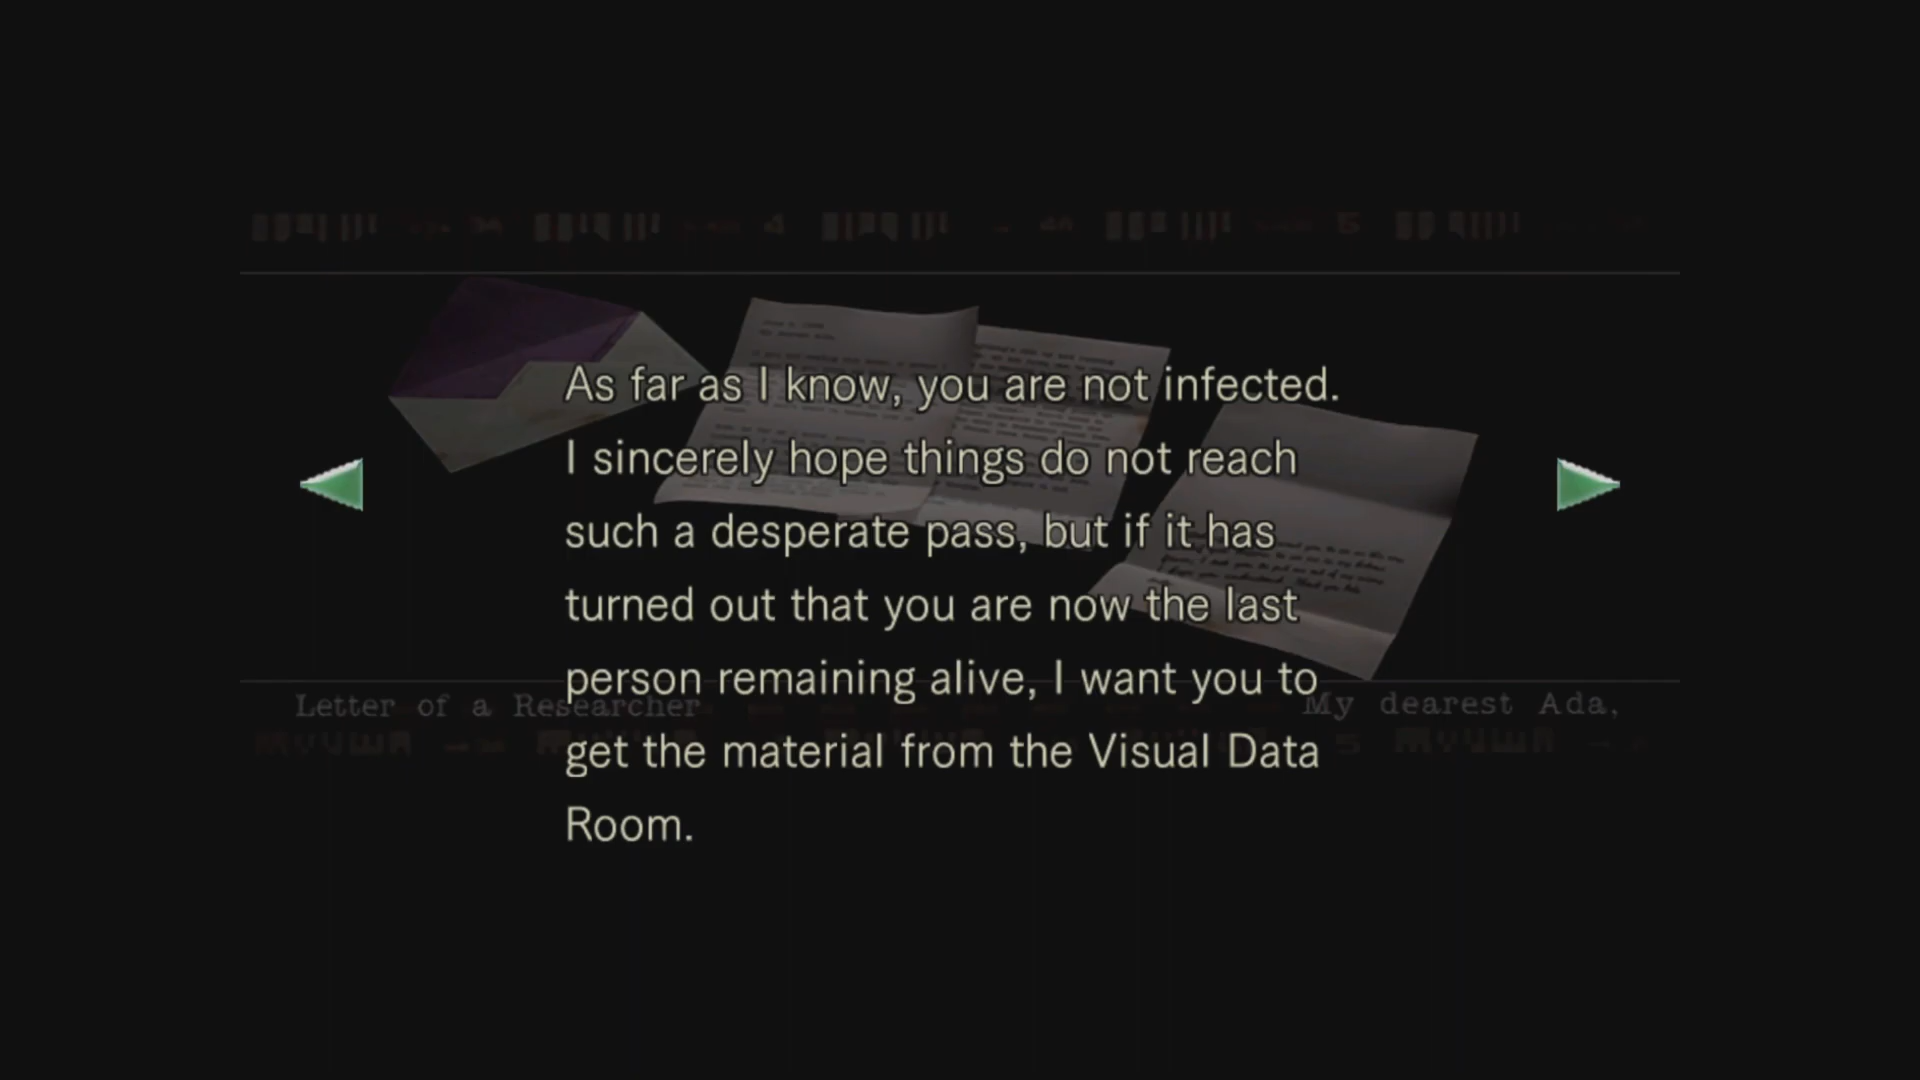 As far as I know, you are not infected.
I sincerely hope things do not reach
such a desperate pass, but if it has
turned out that you are now the last
person remaining alive, I want you to
get the material from the Visual Data
Room.
Letter of a Researcher
My dearest Ada,